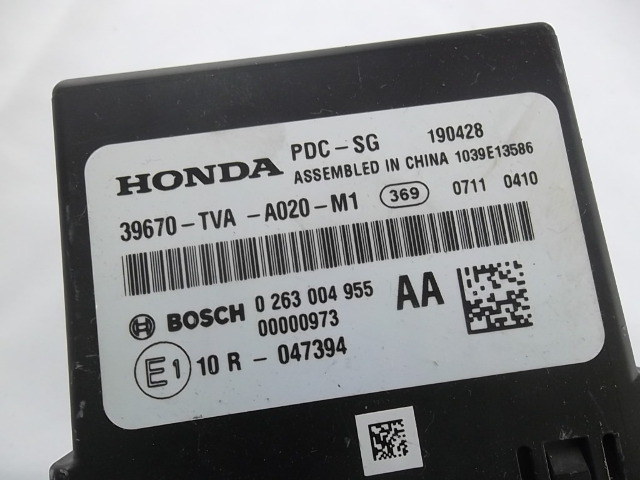 HONDA PDC-SG 190428
ASSEMBLED IN CHINA 1039E13586
39670-TVA -A020-M1 369 0711 0410
BOSCH 0 263 004 955 AA
00000973
E1 10 R - 047394